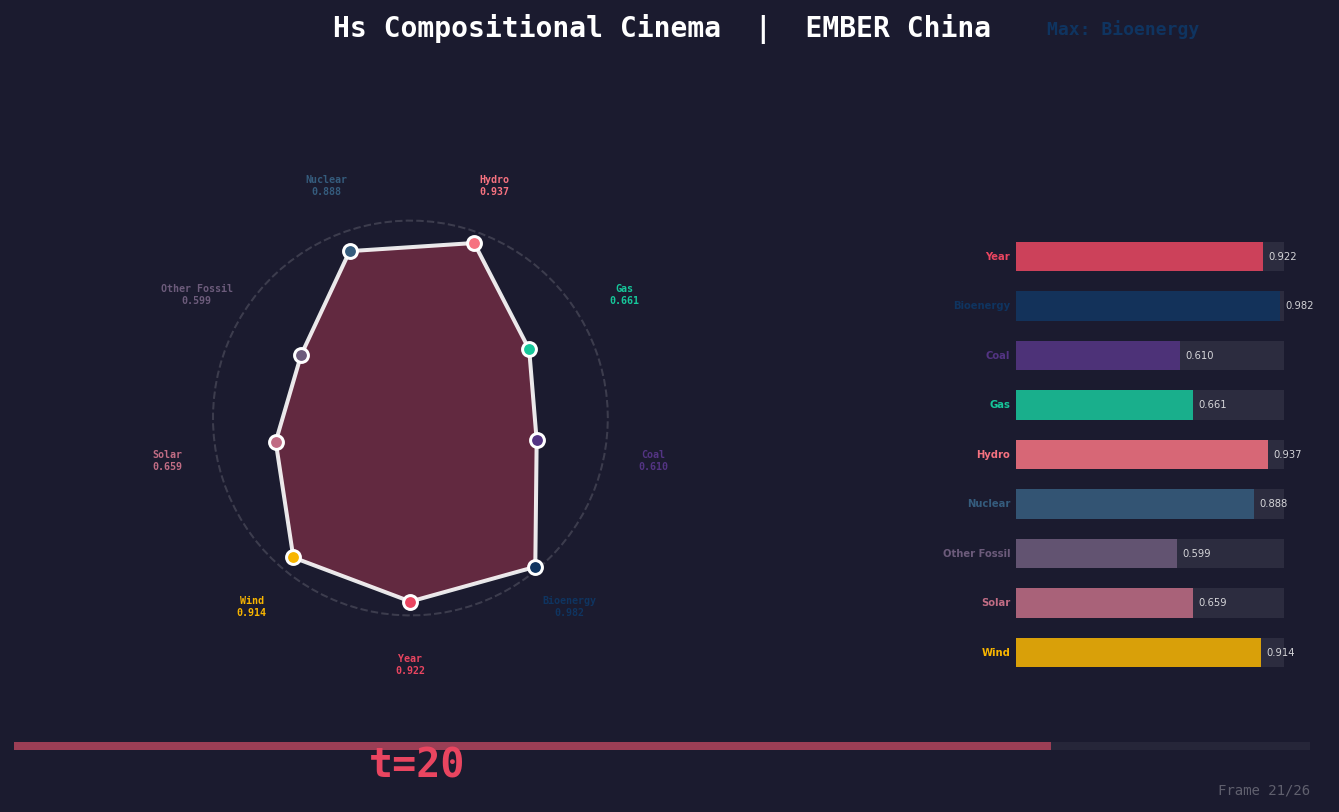 Hs Compositional Cinema | EMBER China
Max: Bioenergy
Nuclear
0.888
Hydro
0.937
Other Fossil
0.599
Gas
0.661
Solar
0.659
Coal
0.610
Wind
0.914
Bioenergy
0.982
Year
0.922
Year 0.922
Bioenergy 0.982
Coal 0.610
Gas 0.661
Hydro 0.937
Nuclear 0.888
Other Fossil 0.599
Solar 0.659
Wind 0.914
t=20
Frame 21/26